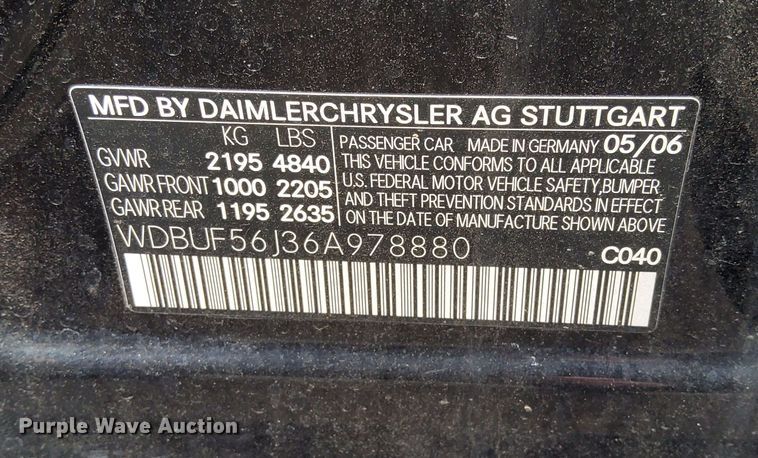 MFD BY DAIMLERCHRYSLER AG STUTTGART
KG LBS
GVWR 2195 4840
GAWR FRONT 1000 2205
GAWR REAR 1195 2635
PASSENGER CAR MADE IN GERMANY 05/06
THIS VEHICLE CONFORMS TO ALL APPLICABLE
U.S. FEDERAL MOTOR VEHICLE SAFETY,BUMPER
AND THEFT PREVENTION STANDARDS IN EFFECT
ON THE DATE OF MANUFACTURE SHOWN ABOVE
WDBUF56J36A978880
C040
Purple Wave Auction